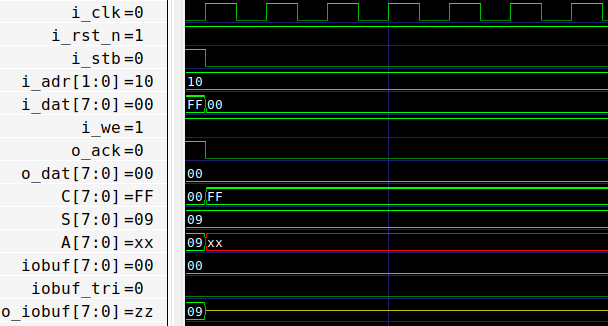 i_clk=0
i_rst_n=1
i_stb=0
i_adr[1:0]=10 10
i_dat[7:0]=00 FF 00
i_we=1
o_ack=0
o_dat[7:0]=00 00
C[7:0]=FF 00 FF
S[7:0]=09 09
A[7:0]=xx 09 xx
iobuf[7:0]=00 00
iobuf_tri=0
o_iobuf[7:0]=zz 09